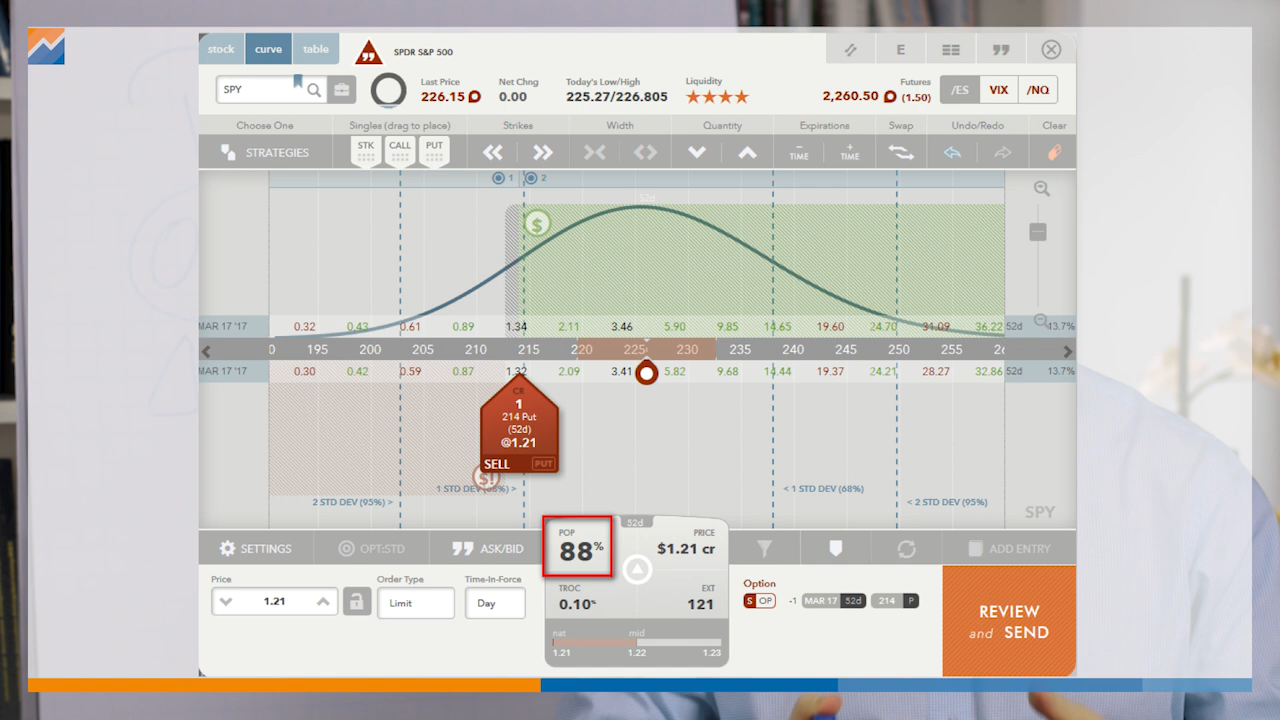 stock curve table SPDR S&P 500 E
SPY Last Price Net Chng Today's Low/High Liquidity Futures
226.15 0.00 225.27/226.805 2,260.50 (1.50) /ES VIX /NQ
Choose One Singles (drag to place) Strikes Width Quantity Expirations Swap Undo/Redo Clear
STRATEGIES STK CALL PUT − TIME + TIME
1 2
52d
$
MAR 17 '17 0.32 0.43 0.61 0.89 1.34 2.11 3.46 5.90 9.85 14.65 19.60 24.70 31.09 36.22 52d 13.7%
0 195 200 205 210 215 220 225 230 235 240 245 250 255 26
MAR 17 '17 0.30 0.42 0.59 0.87 1.32 2.09 3.41 5.82 9.68 14.44 19.37 24.21 28.27 32.86 52d 13.7%
CR
1
214 Put
(52d)
@1.21
SELL PUT
$!
1 STD DEV (68%) > < 1 STD DEV (68%)
2 STD DEV (95%) > < 2 STD DEV (95%)
SPY
SETTINGS OPT:STD ASK/BID ADD ENTRY
52d
POP PRICE
88% $1.21 cr
TROC EXT
0.10% 121
nat mid
1.21 1.22 1.23
Price Order Type Time-In-Force
1.21 Limit Day
Option
S OP -1 MAR 17 52d 214 P
REVIEW
and SEND